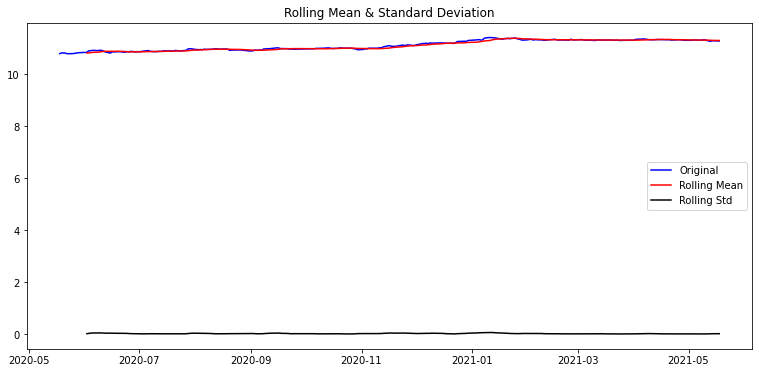 Rolling Mean & Standard Deviation
10
8
6
4
2
0
Original
Rolling Mean
Rolling Std
2020-05 2020-07 2020-09 2020-11 2021-01 2021-03 2021-05